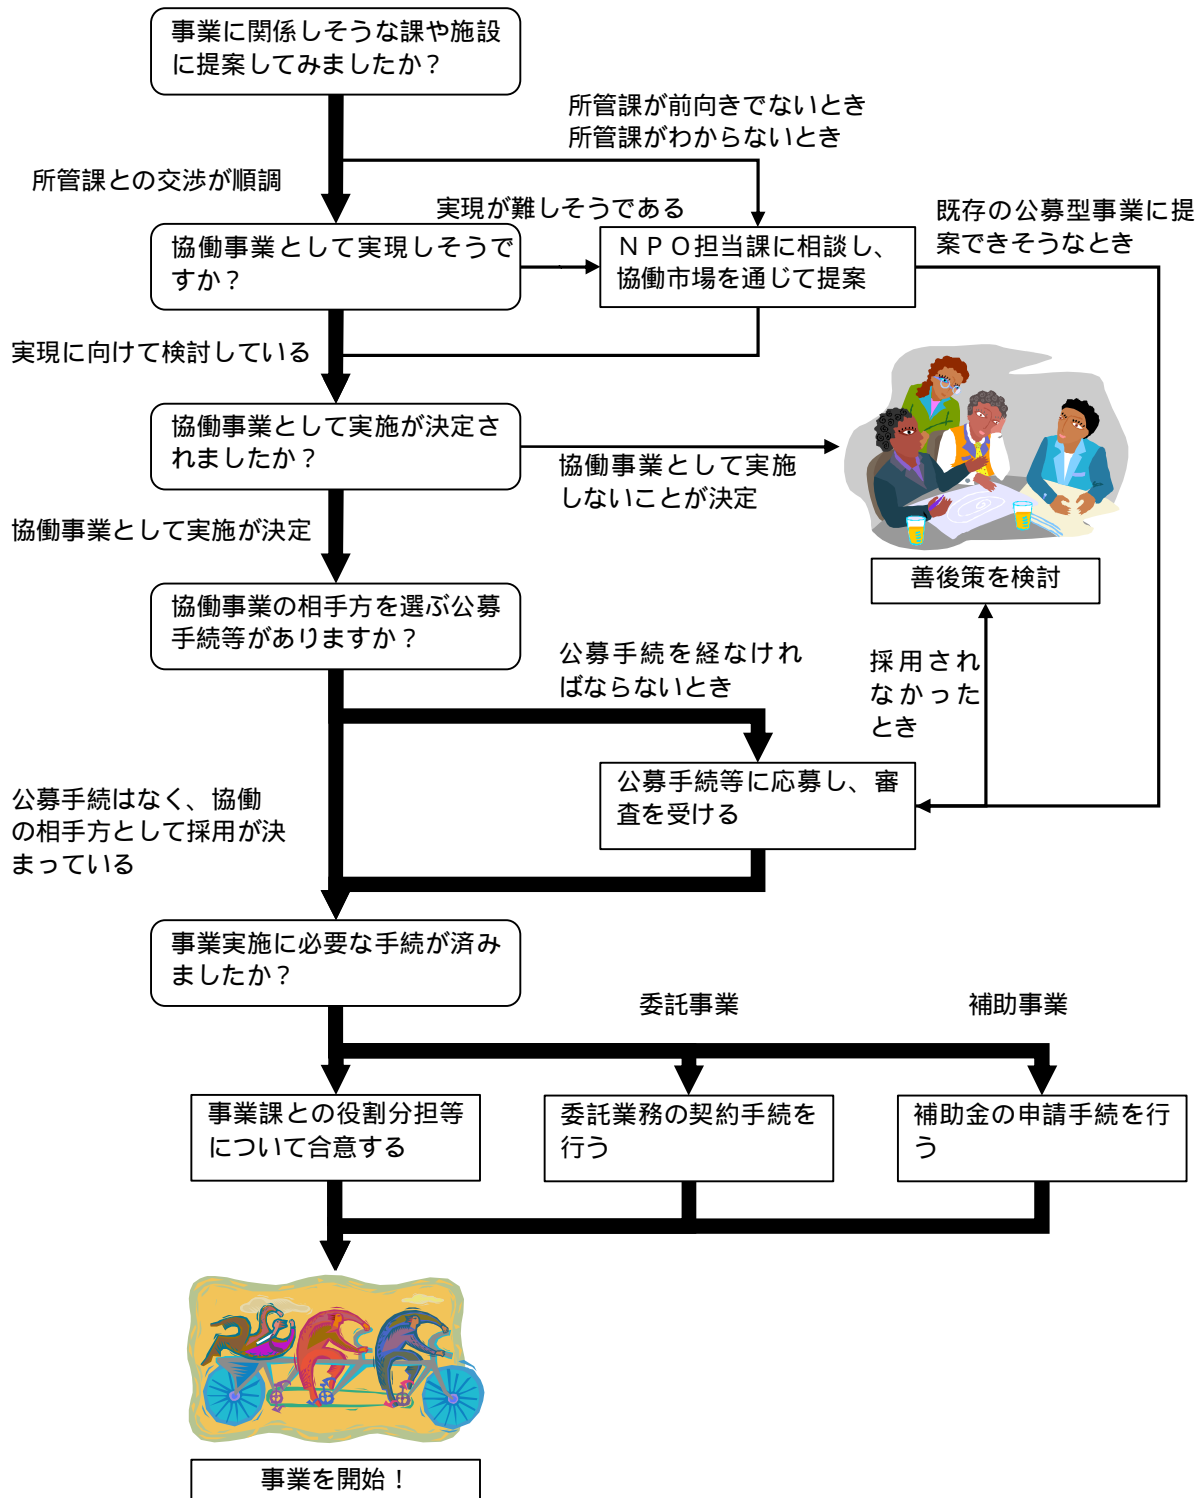 事業に関係しそうな課や施設
に提案してみましたか？
所管課が前向きでないとき
所管課がわからないとき
所管課との交渉が順調
実現が難しそうである
既存の公募型事業に提
案できそうなとき
協働事業として実現しそうで
すか？
ＮＰＯ担当課に相談し、
協働市場を通じて提案
実現に向けて検討している
協働事業として実施が決定さ
れましたか？
協働事業として実施
しないことが決定
協働事業として実施が決定
善後策を検討
協働事業の相手方を選ぶ公募
手続等がありますか？
公募手続を経なけれ
ばならないとき
採用され
なかった
とき
公募手続等に応募し、審
査を受ける
公募手続はなく、協働
の相手方として採用が決
まっている
事業実施に必要な手続が済み
ましたか？
委託事業
補助事業
事業課との役割分担等
について合意する
委託業務の契約手続を
行う
補助金の申請手続を行
う
事業を開始！